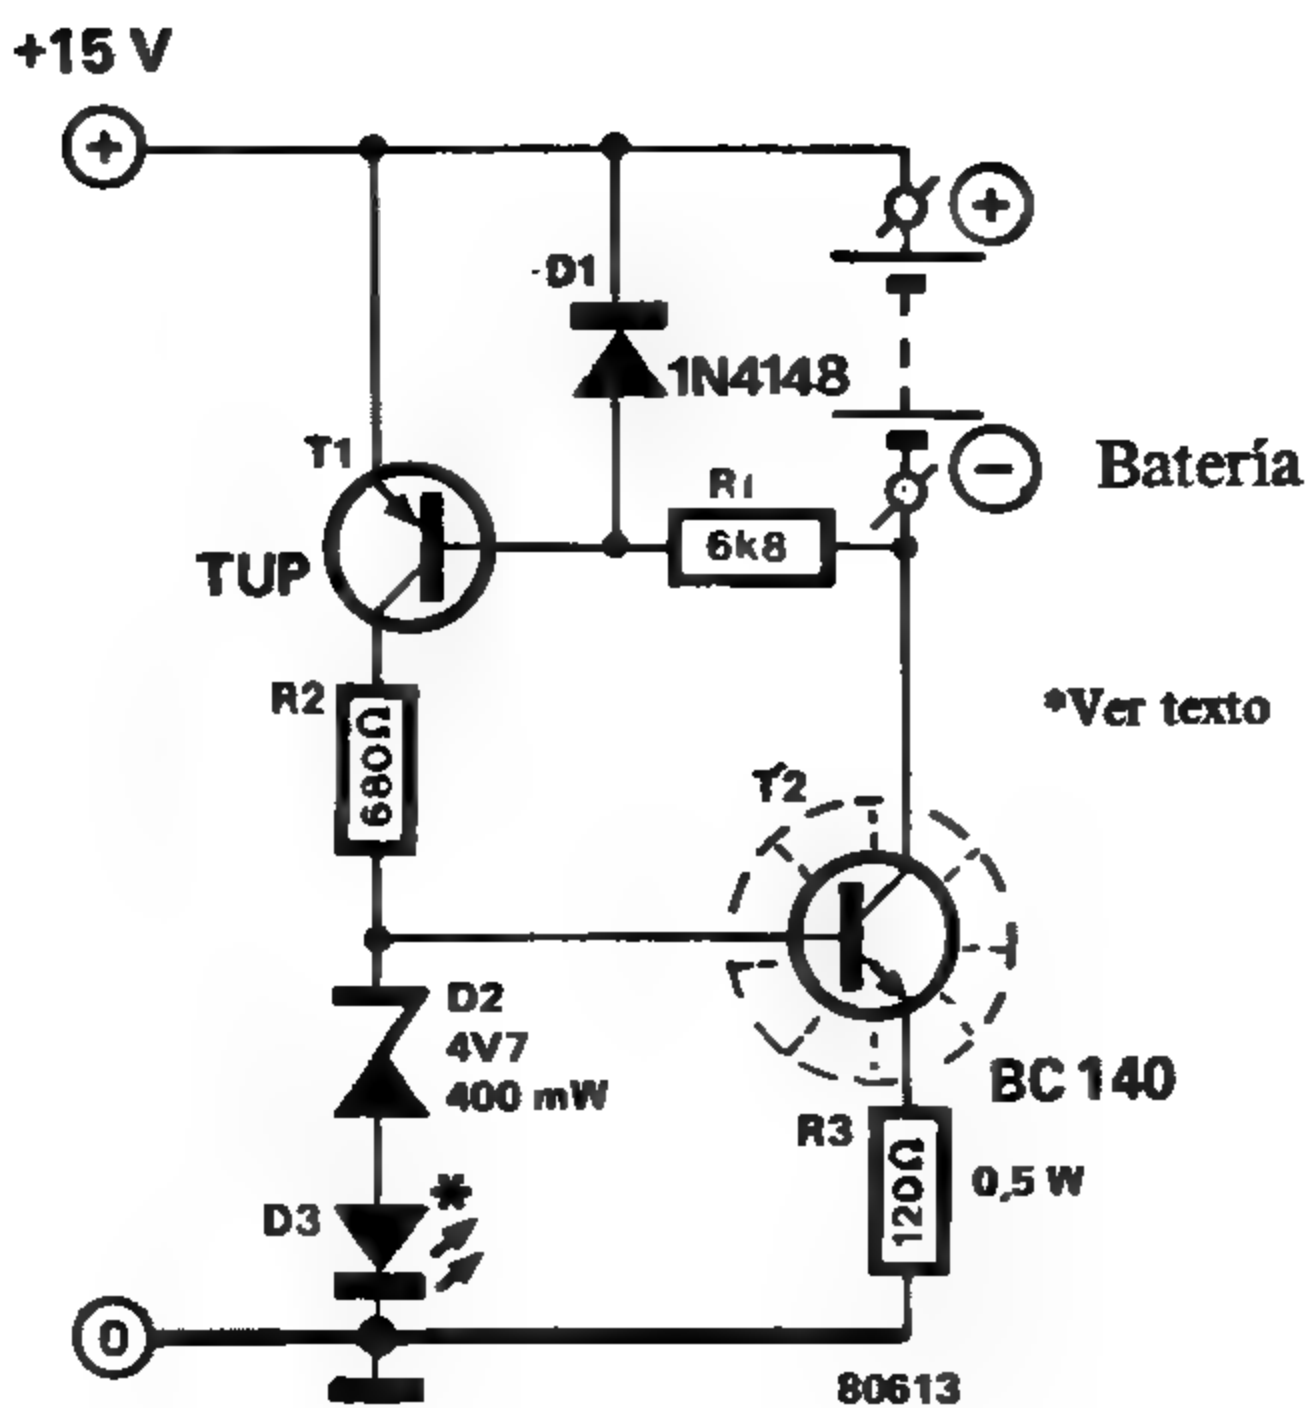 +15 V
+
+
D1
1N4148
T1
R1
–
Batería
6k8
TUP
R2
680Ω
*Ver texto
T2
D2
4V7
400 mW
BC 140
R3
120Ω
0,5 W
*
D3
0
80613